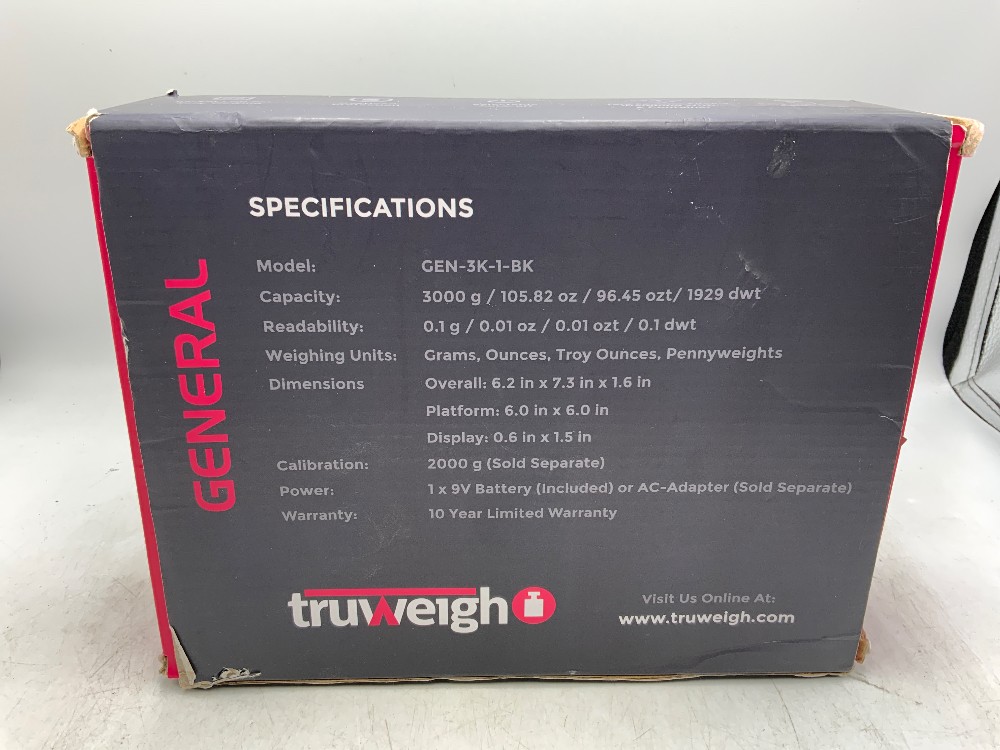 SPECIFICATIONS
GENERAL
Model: GEN-3K-1-BK
Capacity: 3000 g / 105.82 oz / 96.45 ozt/ 1929 dwt
Readability: 0.1 g / 0.01 oz / 0.01 ozt / 0.1 dwt
Weighing Units: Grams, Ounces, Troy Ounces, Pennyweights
Dimensions Overall: 6.2 in x 7.3 in x 1.6 in
Platform: 6.0 in x 6.0 in
Display: 0.6 in x 1.5 in
Calibration: 2000 g (Sold Separate)
Power: 1 x 9V Battery (Included) or AC-Adapter (Sold Separate)
Warranty: 10 Year Limited Warranty
truweigh
Visit Us Online At:
www.truweigh.com